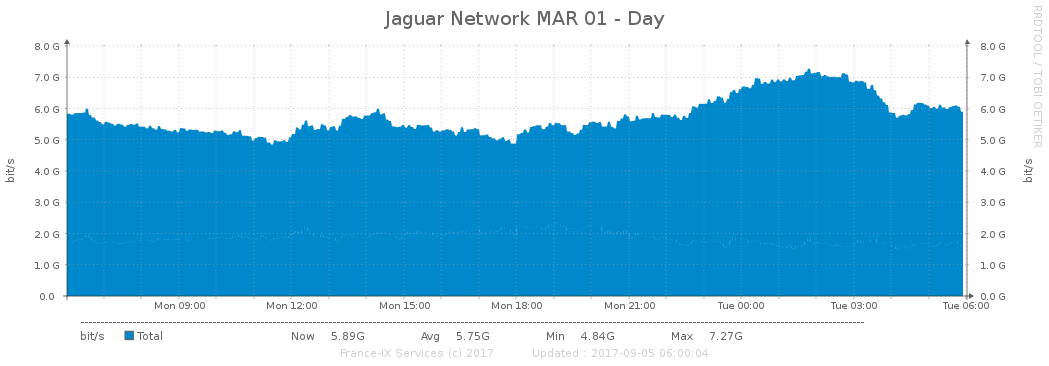 Jaguar Network MAR 01 - Day
RRDTOOL / TOBI OETIKER
8.0 G 8.0 G
7.0 G 7.0 G
6.0 G 6.0 G
5.0 G 5.0 G
4.0 G 4.0 G
3.0 G 3.0 G
2.0 G 2.0 G
1.0 G 1.0 G
0.0 0.0 G
bit/s
bit/s
Mon 09:00 Mon 12:00 Mon 15:00 Mon 18:00 Mon 21:00 Tue 00:00 Tue 03:00 Tue 06:00
bit/s Total Now 5.89G Avg 5.75G Min 4.84G Max 7.27G
France-IX Services (c) 2017 Updated : 2017-09-05 06:00:04